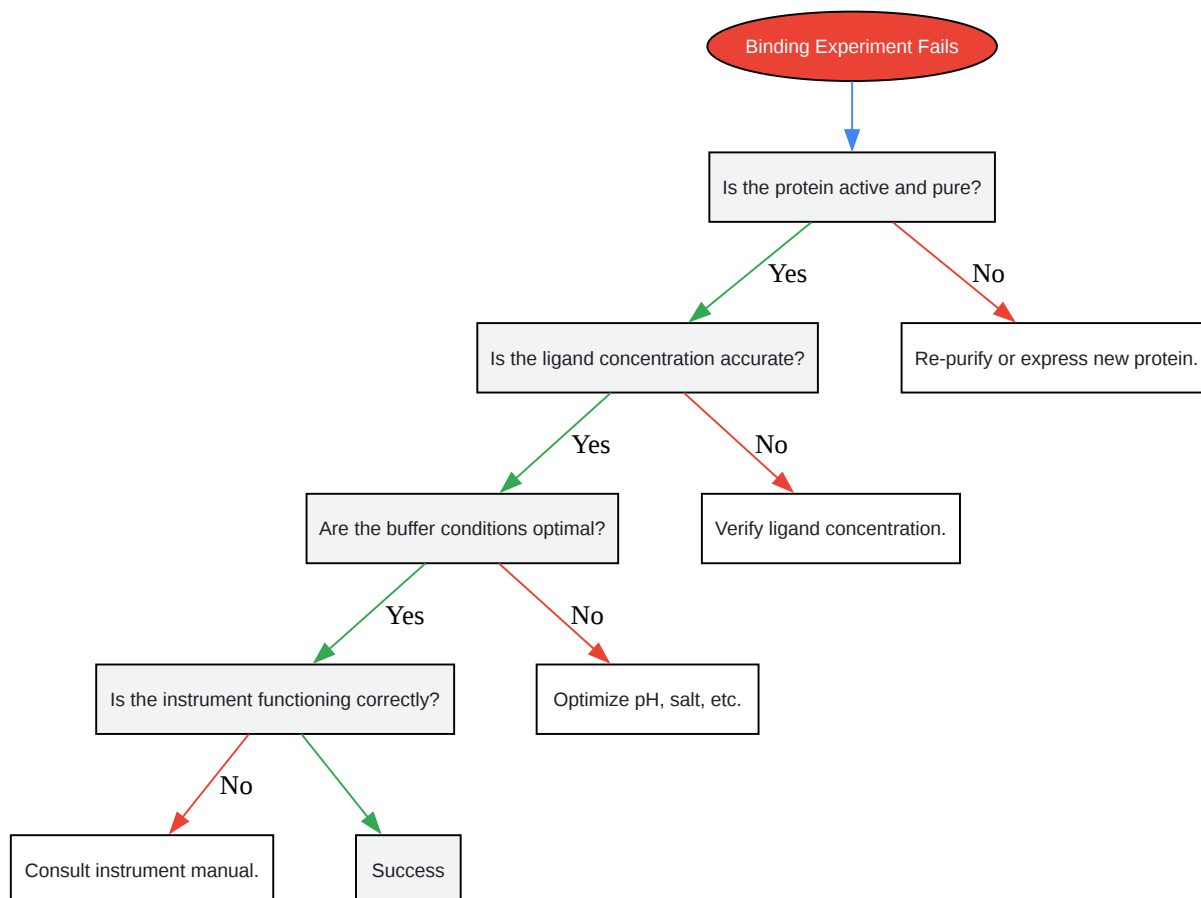 Binding Experiment Fails
Is the protein active and pure?
Yes
No
Is the ligand concentration accurate?
Re-purify or express new protein.
Yes
No
Are the buffer conditions optimal?
Verify ligand concentration.
Yes
No
Is the instrument functioning correctly?
Optimize pH, salt, etc.
No
Consult instrument manual.
Success